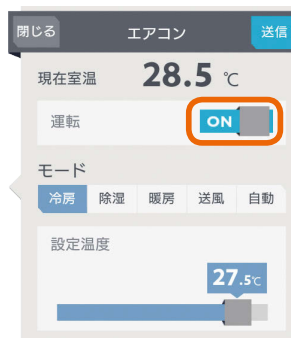 閉じる エアコン 送信
現在室温 28.5 ℃
運転 ON
モード
冷房 除湿 暖房 送風 自動
設定温度
27.5℃